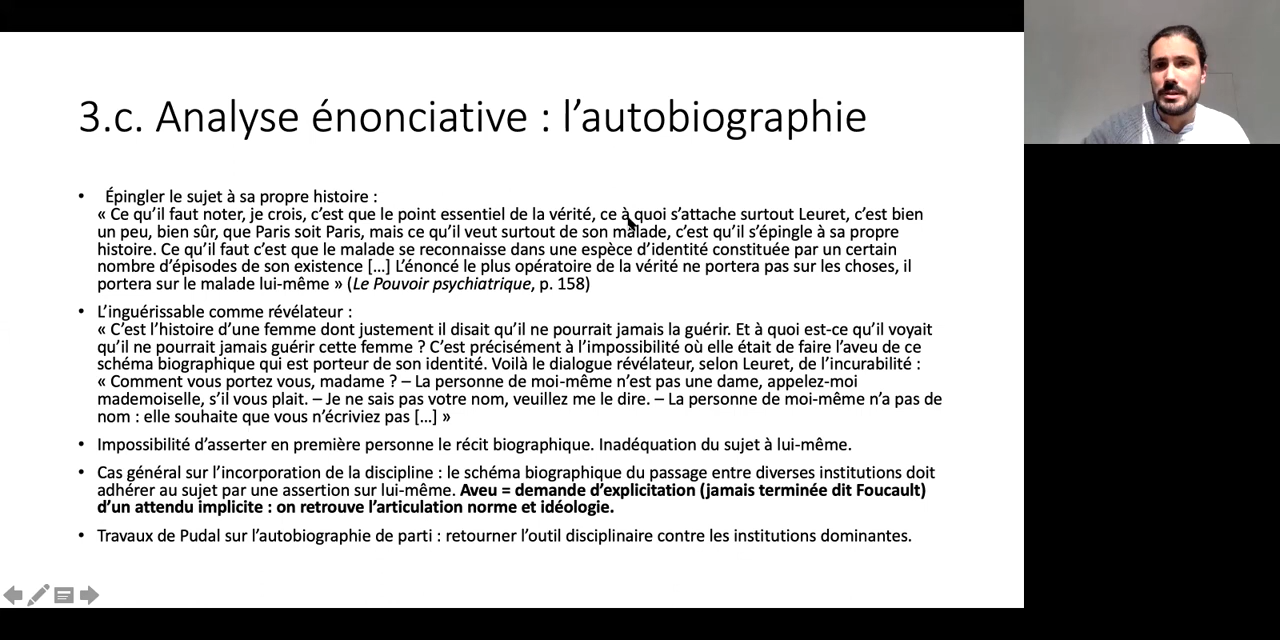 3.c. Analyse énonciative : l’autobiographie
• Épingler le sujet à sa propre histoire :
« Ce qu’il faut noter, je crois, c’est que le point essentiel de la vérité, ce à quoi s’attache surtout Leuret, c’est bien
un peu, bien sûr, que Paris soit Paris, mais ce qu’il veut surtout de son malade, c’est qu’il s’épingle à sa propre
histoire. Ce qu’il faut c’est que le malade se reconnaisse dans une espèce d’identité constituée par un certain
nombre d’épisodes de son existence […] L’énoncé le plus opératoire de la vérité ne portera pas sur les choses, il
portera sur le malade lui-même » (Le Pouvoir psychiatrique, p. 158)
• L’inguérissable comme révélateur :
« C’est l’histoire d’une femme dont justement il disait qu’il ne pourrait jamais la guérir. Et à quoi est-ce qu’il voyait
qu’il ne pourrait jamais guérir cette femme ? C’est précisément à l’impossibilité où elle était de faire l’aveu de ce
schéma biographique qui est porteur de son identité. Voilà le dialogue révélateur, selon Leuret, de l’incurabilité :
« Comment vous portez vous, madame ? – La personne de moi-même n’est pas une dame, appelez-moi
mademoiselle, s’il vous plait. – Je ne sais pas votre nom, veuillez me le dire. – La personne de moi-même n’a pas de
nom : elle souhaite que vous n’écriviez pas […] »
• Impossibilité d’asserter en première personne le récit biographique. Inadéquation du sujet à lui-même.
• Cas général sur l’incorporation de la discipline : le schéma biographique du passage entre diverses institutions doit
adhérer au sujet par une assertion sur lui-même. Aveu = demande d’explicitation (jamais terminée dit Foucault)
d’un attendu implicite : on retrouve l’articulation norme et idéologie.
• Travaux de Pudal sur l’autobiographie de parti : retourner l’outil disciplinaire contre les institutions dominantes.